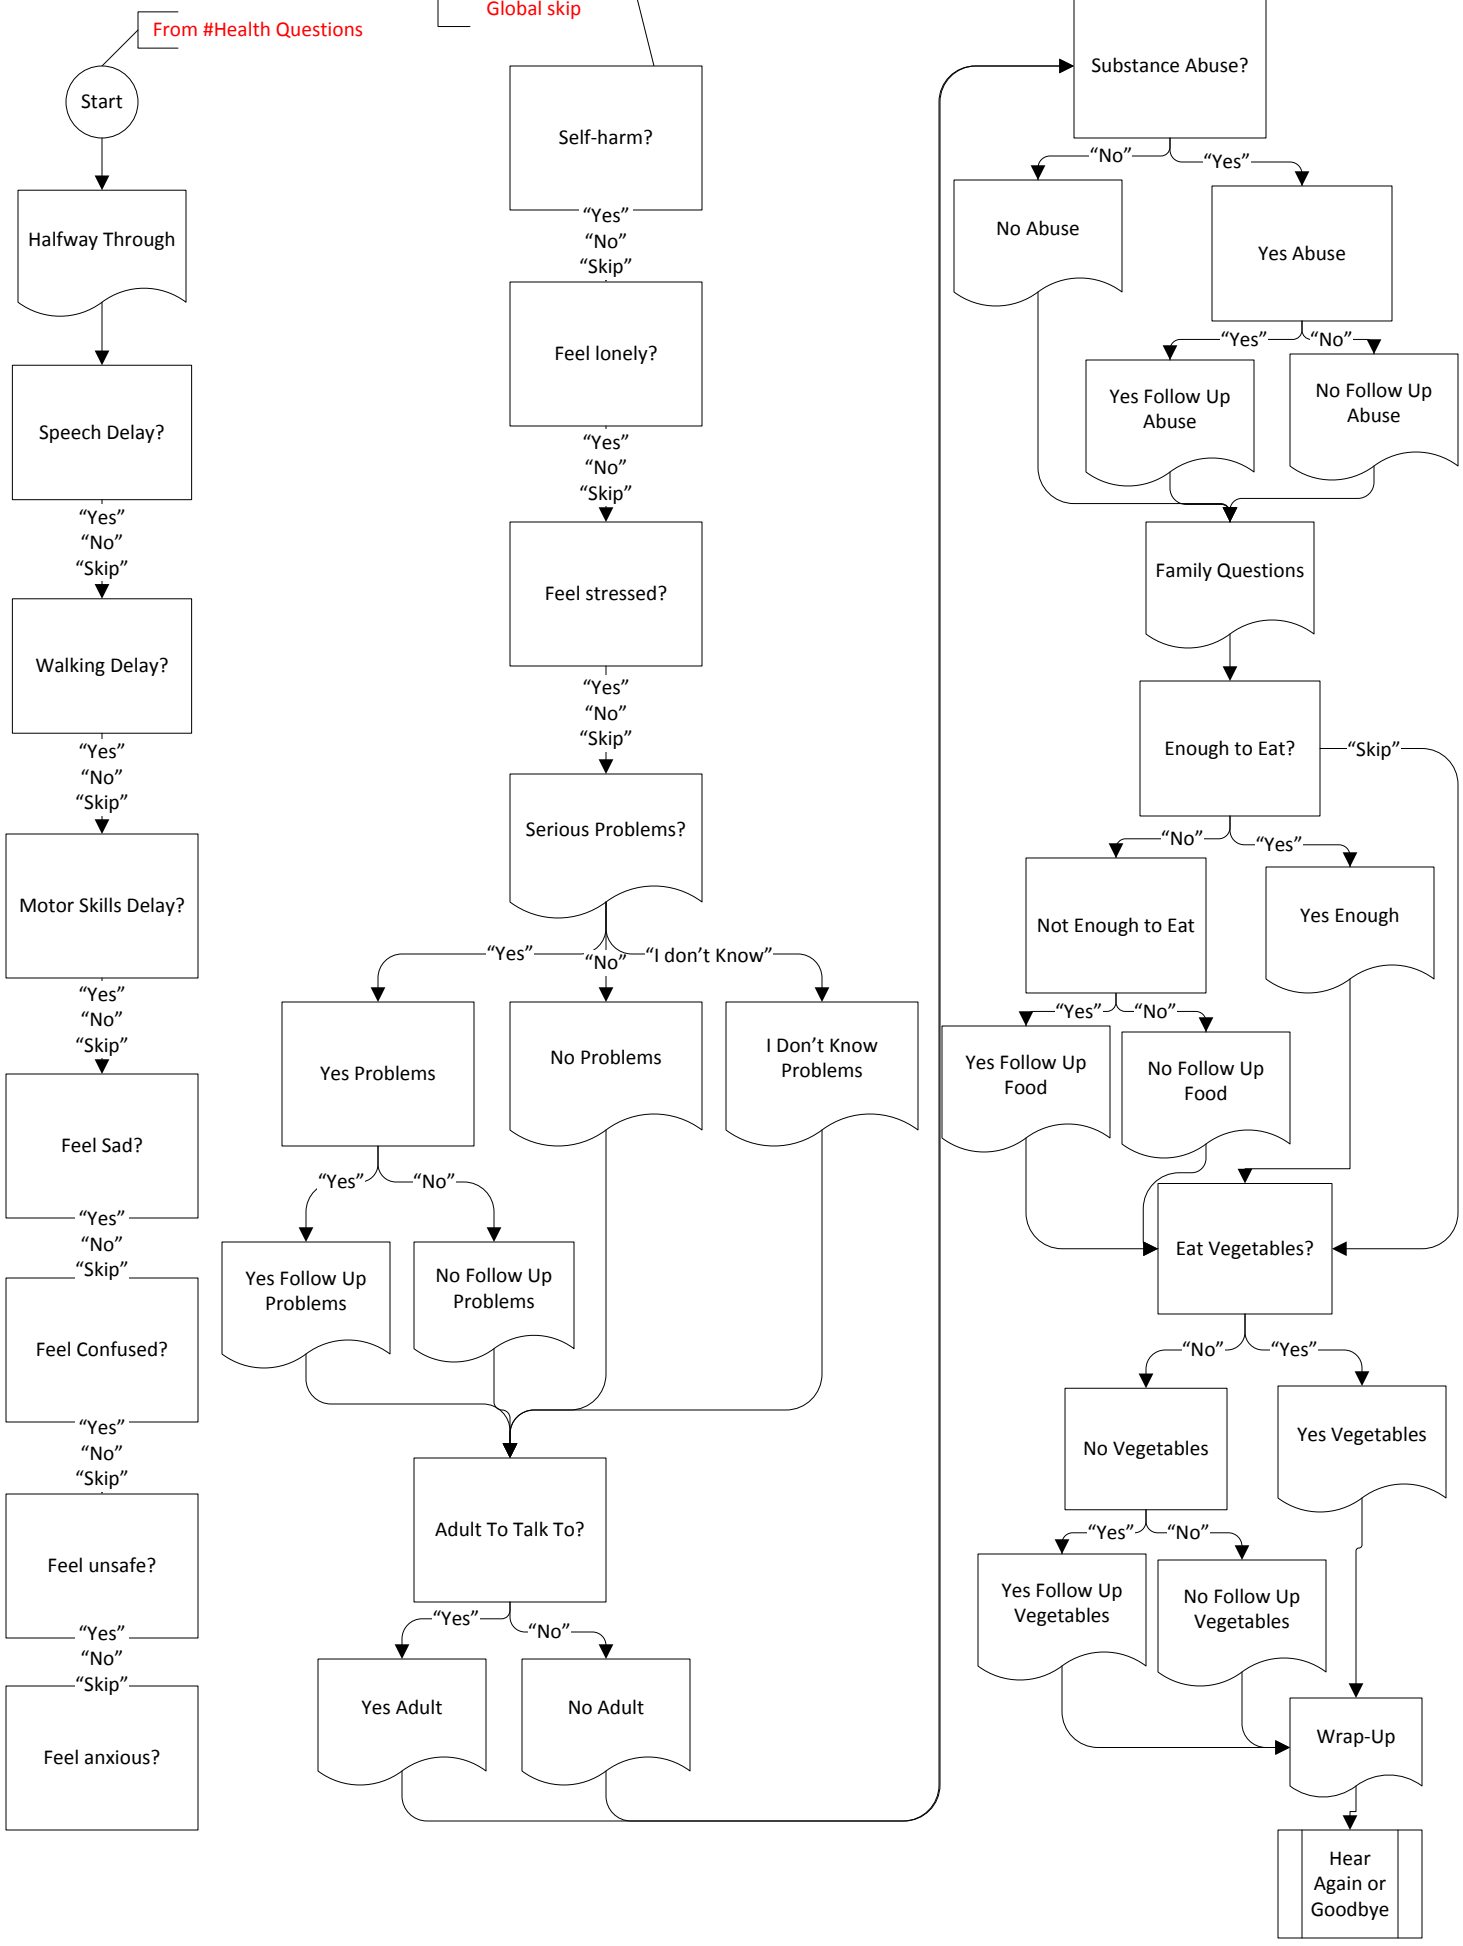 From #Health Questions
Start
Halfway Through
Speech Delay?
“Yes”
“No”
“Skip”
Walking Delay?
“Yes”
“No”
“Skip”
Motor Skills Delay?
“Yes”
“No”
“Skip”
Feel Sad?
“Yes”
“No”
“Skip”
Feel Confused?
“Yes”
“No”
“Skip”
Feel unsafe?
“Yes”
“No”
“Skip”
Feel anxious?
Global skip
Self-harm?
“Yes”
“No”
“Skip”
Feel lonely?
“Yes”
“No”
“Skip”
Feel stressed?
“Yes”
“No”
“Skip”
Serious Problems?
“Yes”
“No”
“I don’t Know”
Yes Problems
No Problems
I Don’t Know
Problems
“Yes”
“No”
Yes Follow Up
Problems
No Follow Up
Problems
Adult To Talk To?
“Yes”
“No”
Yes Adult
No Adult
Substance Abuse?
“No”
“Yes”
No Abuse
Yes Abuse
“Yes”
“No”
Yes Follow Up
Abuse
No Follow Up
Abuse
Family Questions
Enough to Eat?
“Skip”
“No”
“Yes”
Not Enough to Eat
Yes Enough
“Yes”
“No”
Yes Follow Up
Food
No Follow Up
Food
Eat Vegetables?
“No”
“Yes”
No Vegetables
Yes Vegetables
“Yes”
“No”
Yes Follow Up
Vegetables
No Follow Up
Vegetables
Wrap-Up
Hear
Again or
Goodbye